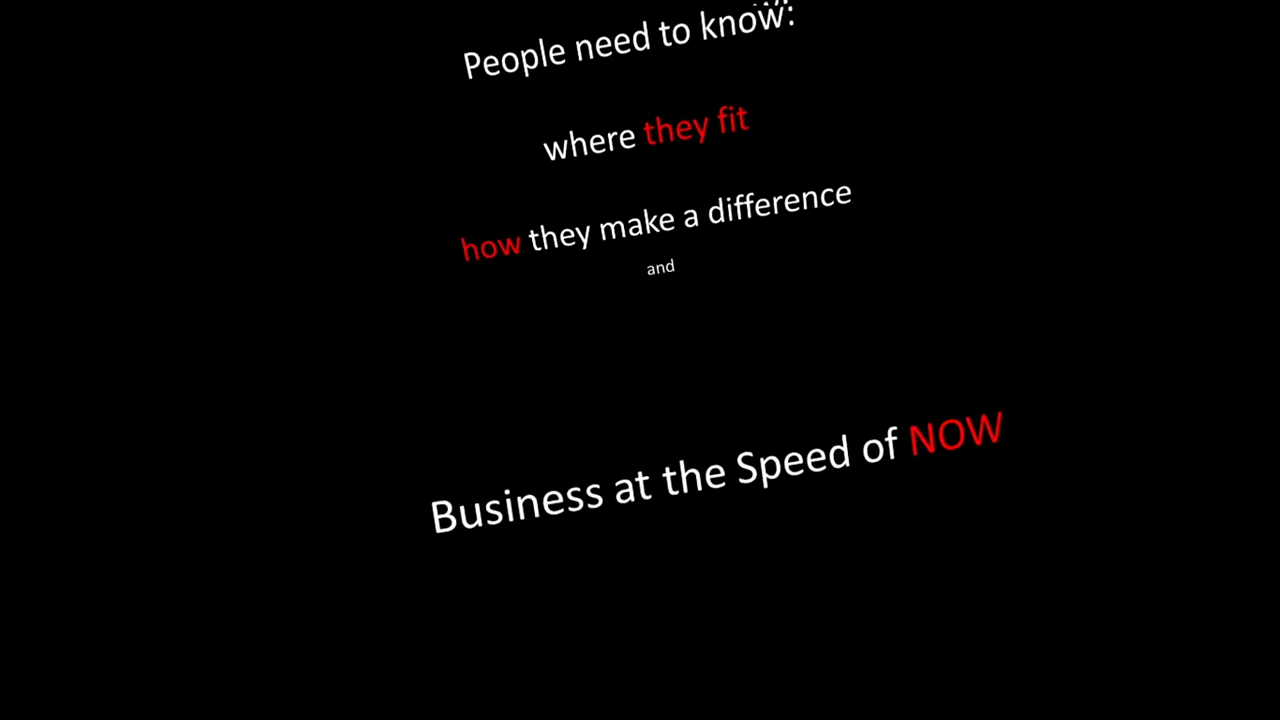 People need to know:
where they fit
how they make a difference
and
Business at the Speed of NOW